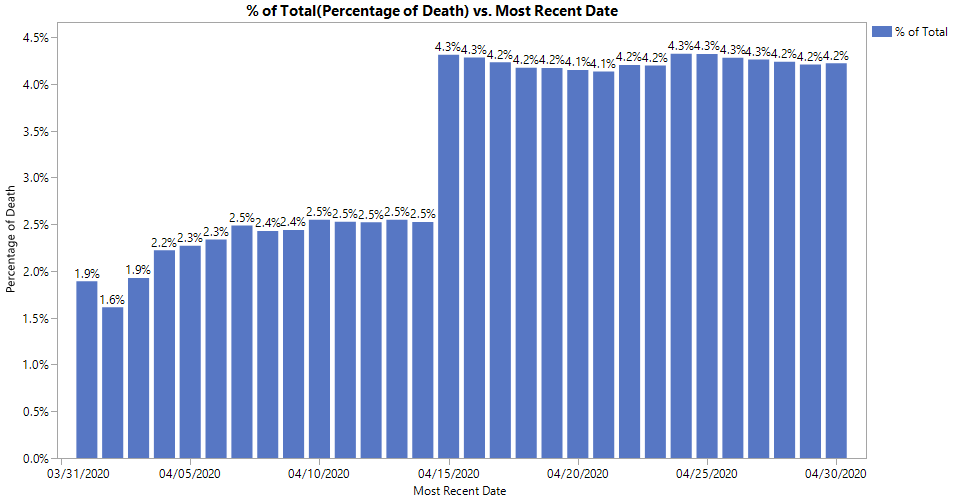 % of Total(Percentage of Death) vs. Most Recent Date
% of Total
Percentage of Death
4.5%
4.0%
3.5%
3.0%
2.5%
2.0%
1.5%
1.0%
0.5%
0.0%
1.9% 1.6% 1.9% 2.2% 2.3% 2.3% 2.5% 2.4% 2.4% 2.5% 2.5% 2.5% 2.5% 2.5% 4.3% 4.3% 4.2% 4.2% 4.2% 4.1% 4.1% 4.2% 4.2% 4.3% 4.3% 4.3% 4.3% 4.2% 4.2% 4.2%
03/31/2020 04/05/2020 04/10/2020 04/15/2020 04/20/2020 04/25/2020 04/30/2020
Most Recent Date